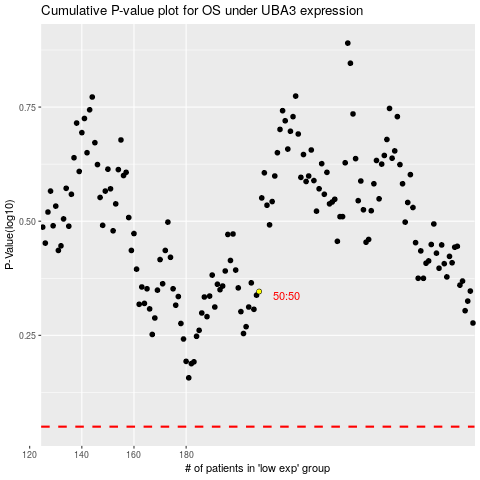 Cumulative P-value plot for OS under UBA3 expression
P-Value(log10)
0.75
0.50
0.25
50:50
120 140 160 180
# of patients in 'low exp' group